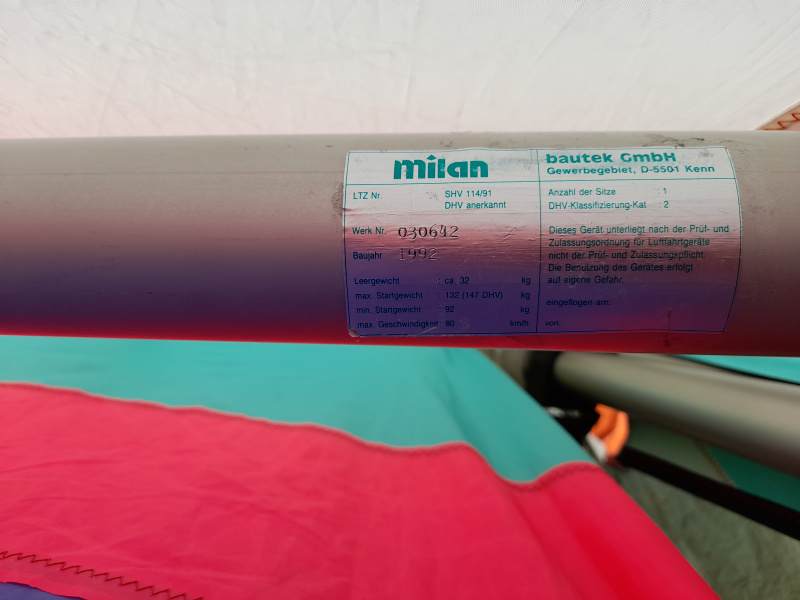 milan
LTZ Nr. SHV 114/91
DHV anerkannt
Werk Nr. 030642
Baujahr 1992
Leergewicht : ca. 32 kg
max. Startgewicht : 132 (147 DHV) kg
min. Startgewicht : 92 kg
max. Geschwindigkeit : 80 km/h
bautek GmbH
Gewerbegebiet, D-5501 Kenn
Anzahl der Sitze : 1
DHV-Klassifizierung-Kat : 2
Dieses Gerät unterliegt nach der Prüf- und
Zulassungsordnung für Luftfahrtgeräte
nicht der Prüf- und Zulassungspflicht.
Die Benutzung des Gerätes erfolgt
auf eigene Gefahr.
eingeflogen am:
von: